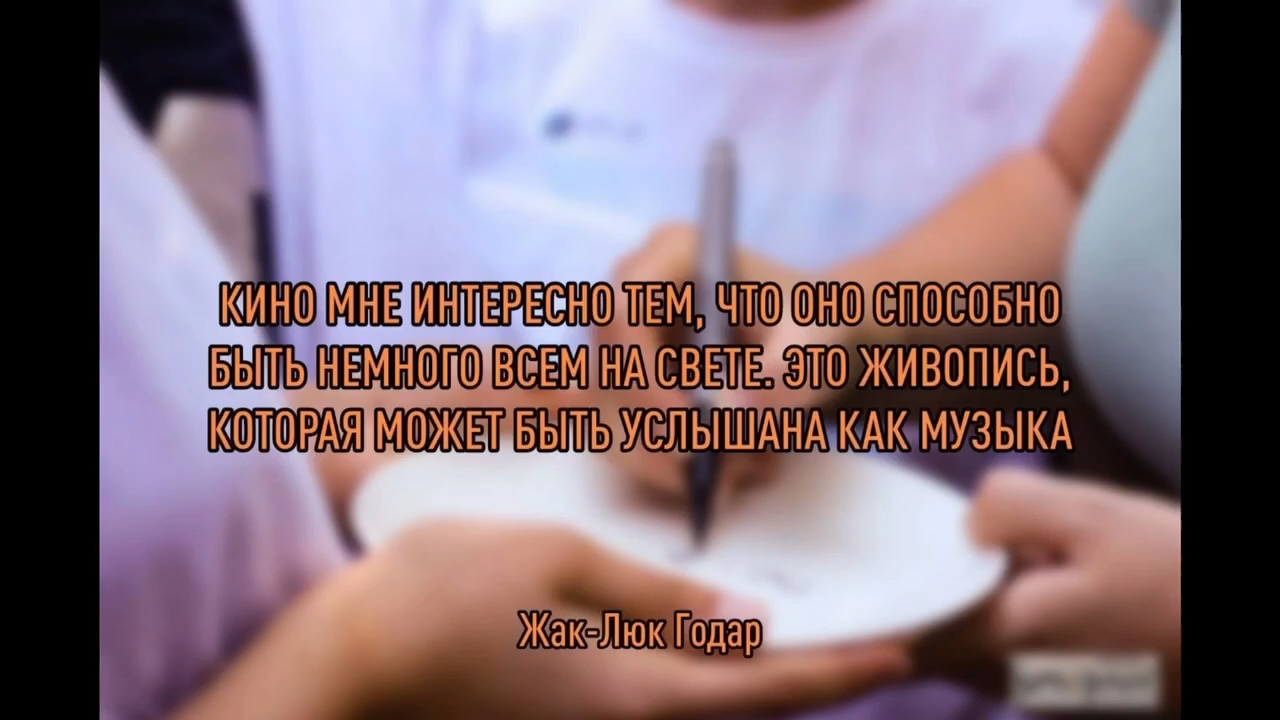 КИНО МНЕ ИНТЕРЕСНО ТЕМ, ЧТО ОНО СПОСОБНО
БЫТЬ НЕМНОГО ВСЕМ НА СВЕТЕ. ЭТО ЖИВОПИСЬ,
КОТОРАЯ МОЖЕТ БЫТЬ УСЛЫШАНА КАК МУЗЫКА
Жак-Люк Годар